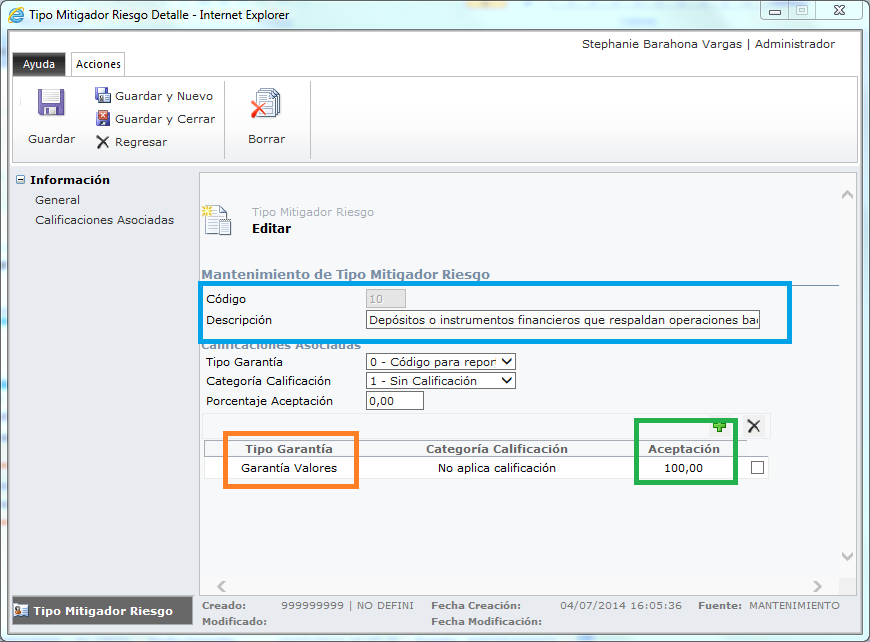 Tipo Mitigador Riesgo Detalle - Internet Explorer
Stephanie Barahona Vargas | Administrador
Ayuda Acciones
Guardar
Guardar y Nuevo
Guardar y Cerrar
Regresar
Borrar
Información
General
Calificaciones Asociadas
Tipo Mitigador Riesgo
Editar
Mantenimiento de Tipo Mitigador Riesgo
Código 10
Descripción Depósitos o instrumentos financieros que respaldan operaciones
Calificaciones Asociadas
Tipo Garantía 0 - Código para repor
Categoría Calificación 1 - Sin Calificación
Porcentaje Aceptación 0,00
Tipo Garantía Categoría Calificación Aceptación
Garantía Valores No aplica calificación 100,00
Tipo Mitigador Riesgo
Creado: 999999999 | NO DEFINI Fecha Creación: 04/07/2014 16:05:36 Fuente: MANTENIMIENTO
Modificado: Fecha Modificación: